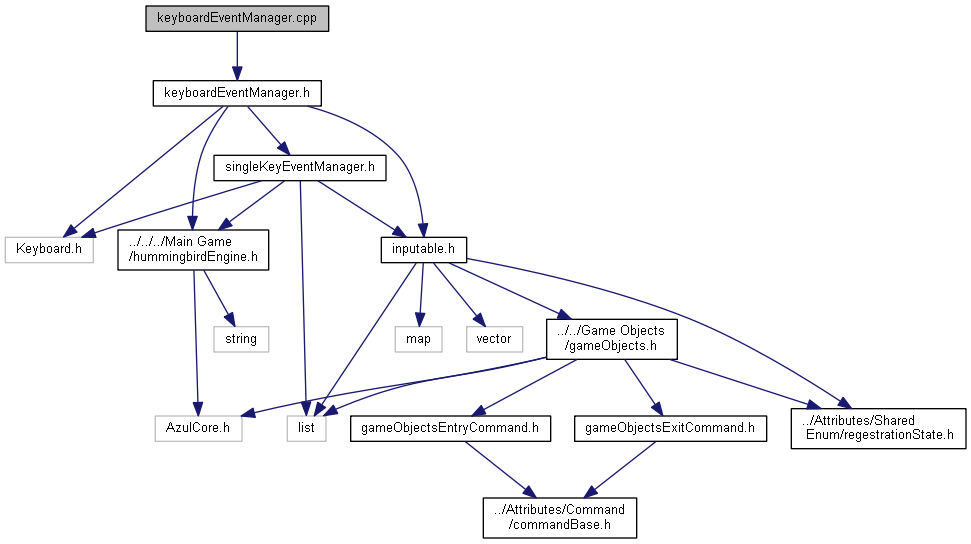 keyboardEventManager.cpp
keyboardEventManager.h
singleKeyEventManager.h
Keyboard.h
../../../Main Game
/hummingbirdEngine.h
inputable.h
string
map
vector
../../Game Objects
/gameObjects.h
AzulCore.h
list
gameObjectsEntryCommand.h
gameObjectsExitCommand.h
../Attributes/Shared
Enum/regestrationState.h
../Attributes/Command
/commandBase.h